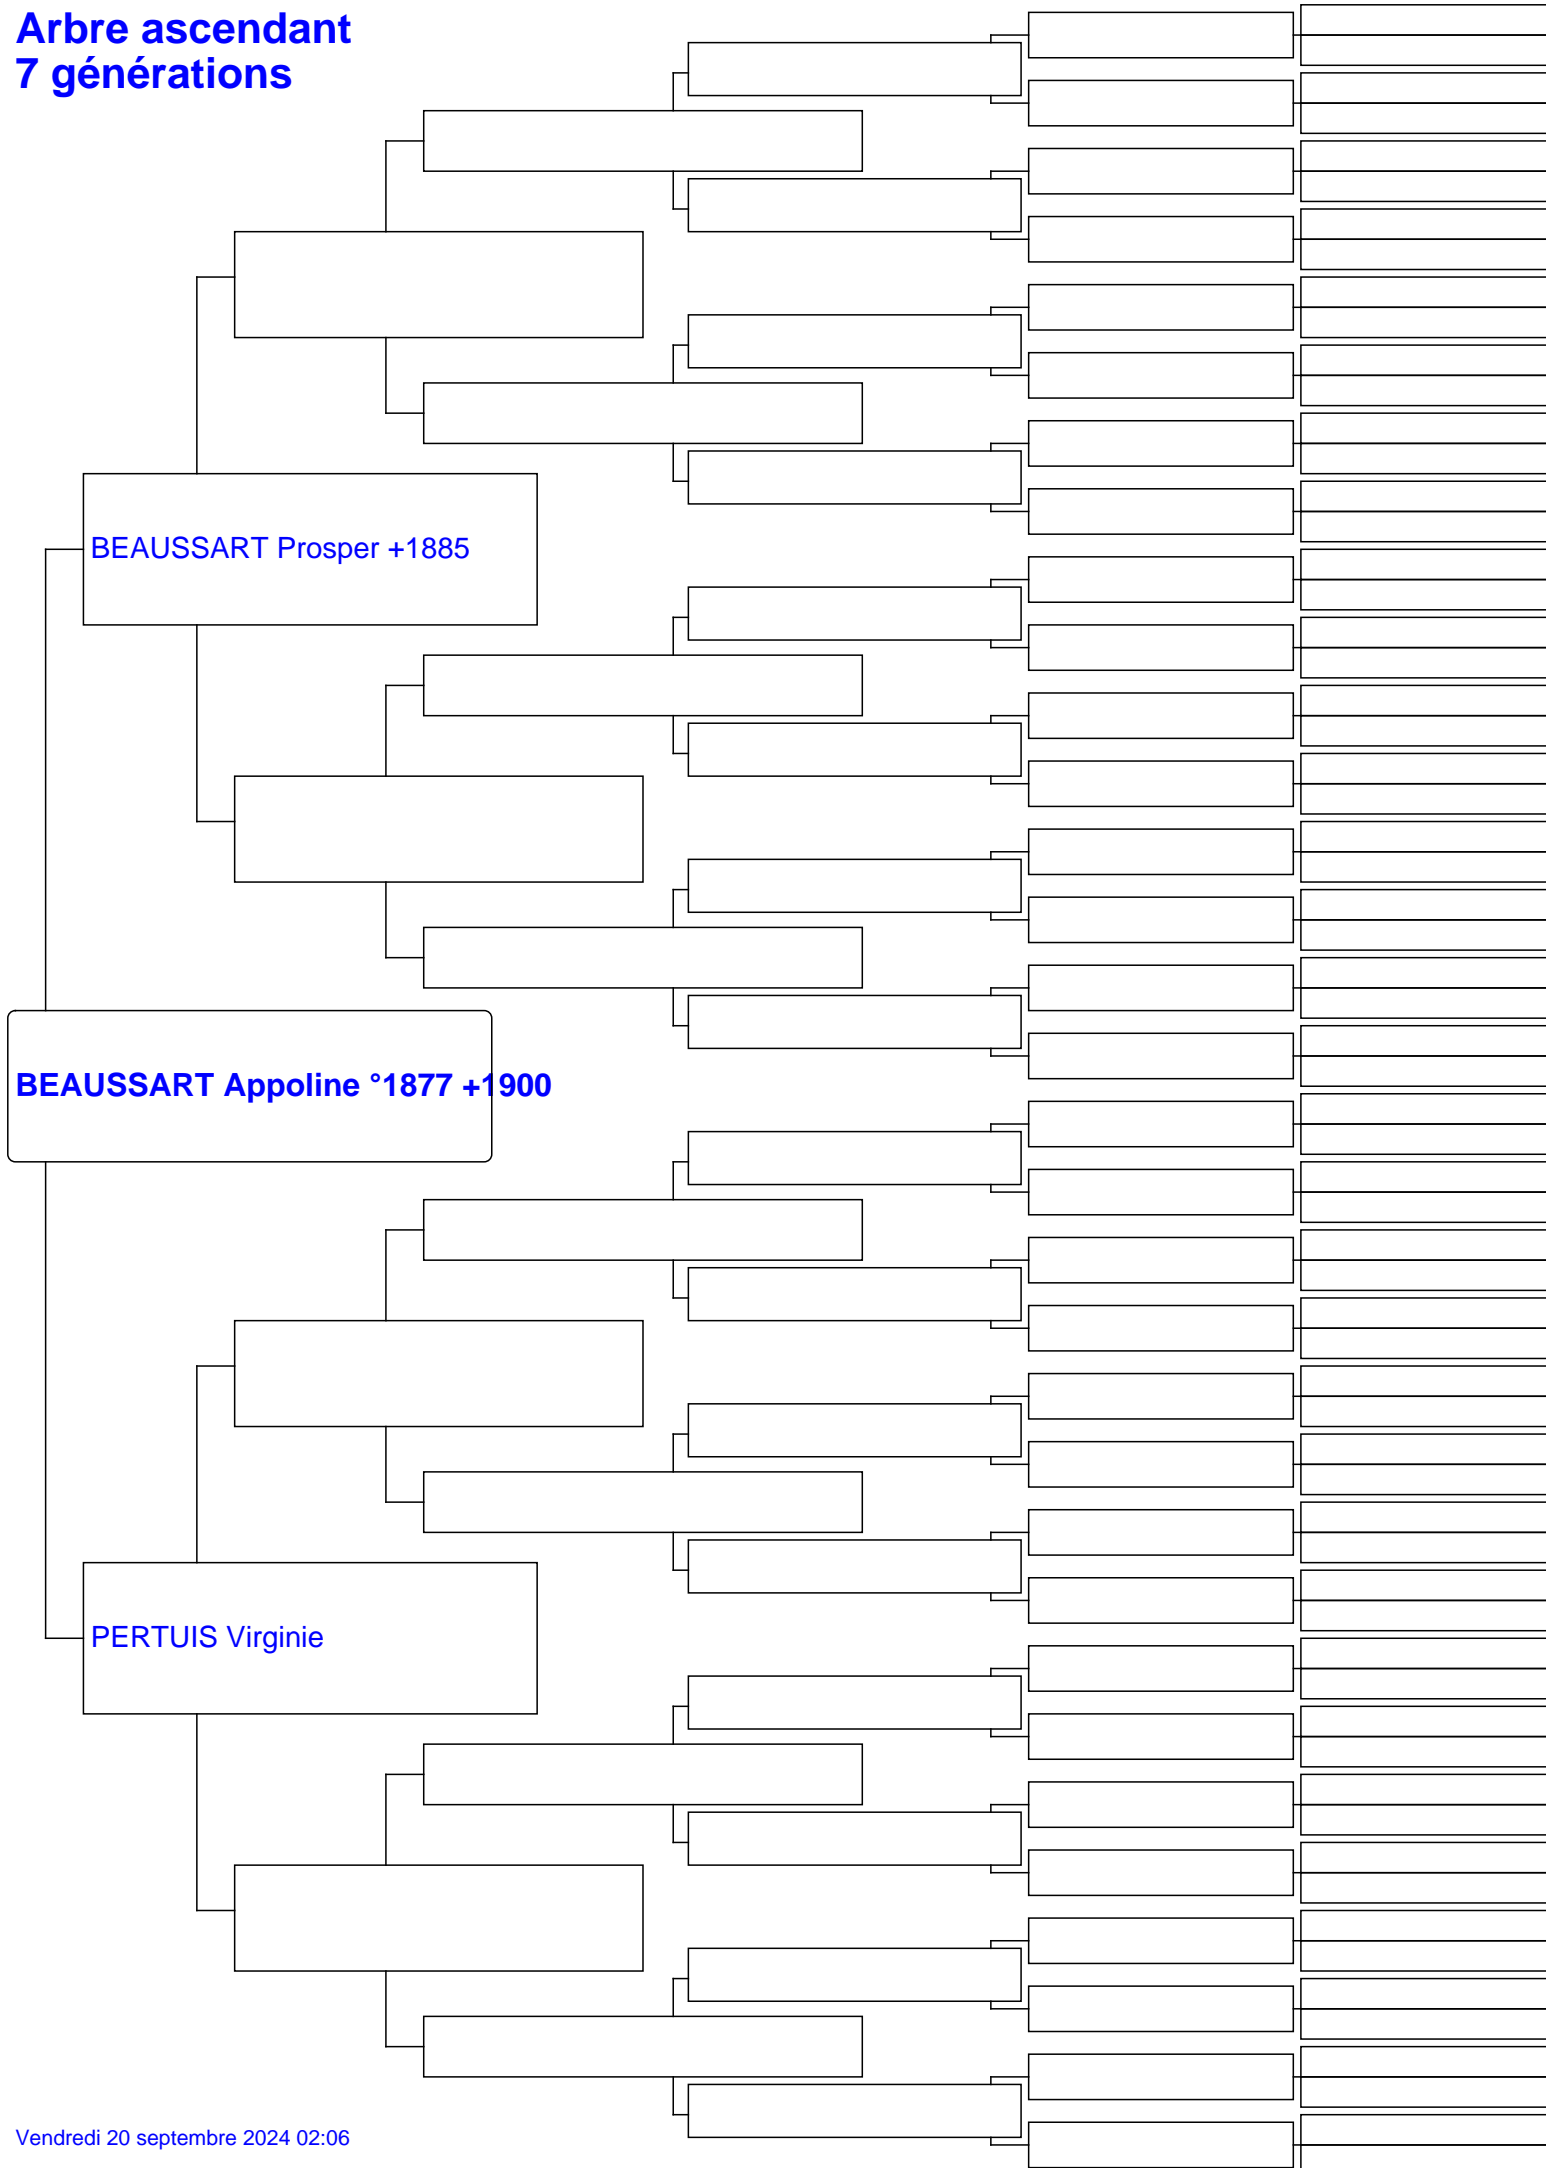 Arbre ascendant
7 générations
BEAUSSART Prosper +1885
BEAUSSART Appoline °1877 +1900
PERTUIS Virginie
Vendredi 20 septembre 2024 02:06